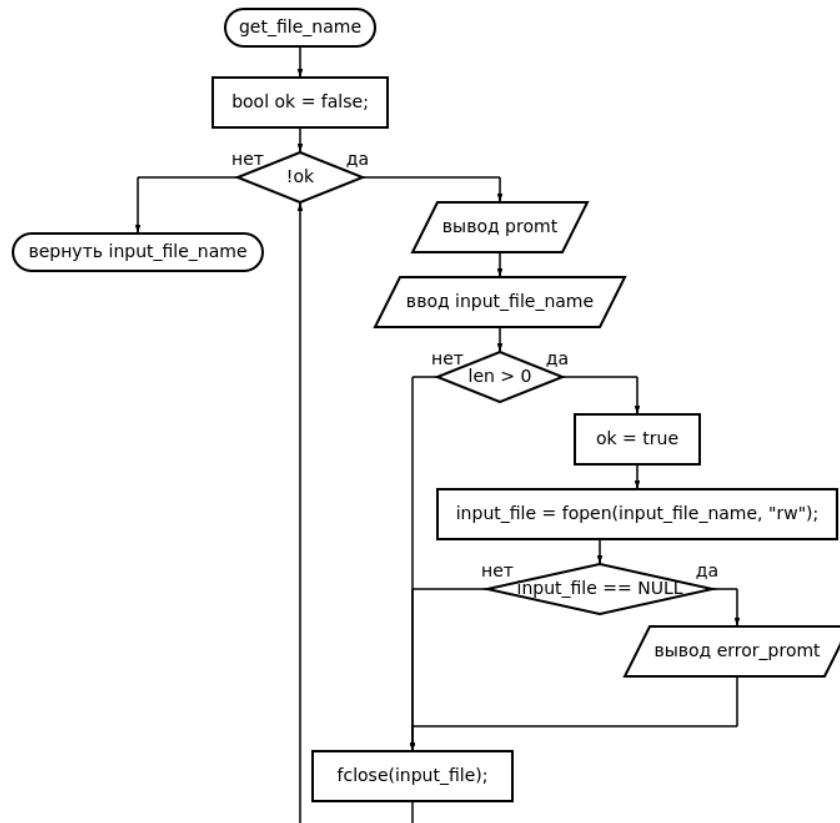 get_file_name
bool ok = false;
нет
да
!ok
вывод promt
вернуть input_file_name
ввод input_file_name
нет
да
len > 0
ok = true
input_file = fopen(input_file_name, "rw");
нет
да
input_file == NULL
вывод error_promt
fclose(input_file);